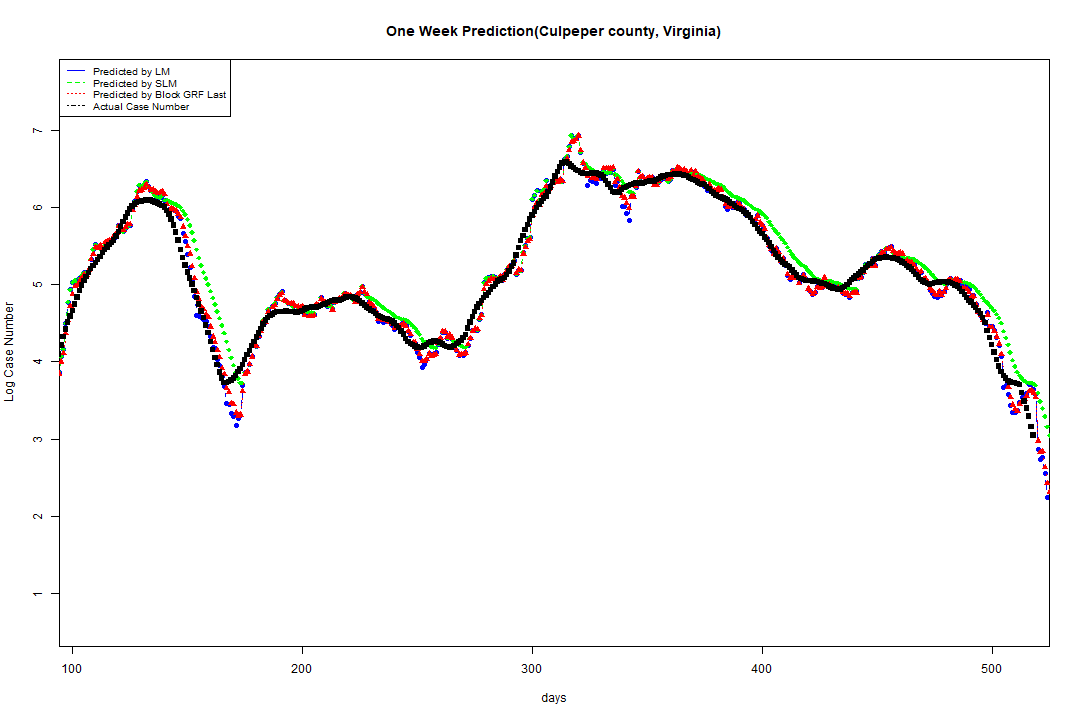 One Week Prediction(Culpeper county, Virginia)
Predicted by LM
Predicted by SLM
Predicted by Block GRF Last
Actual Case Number
7
6
5
4
3
2
1
Log Case Number
100 200 300 400 500
days